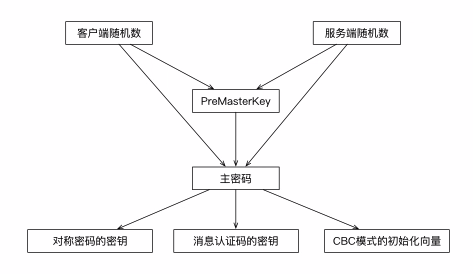 客户端随机数
服务端随机数
PreMasterKey
主密码
对称密码的密钥
消息认证码的密钥
CBC模式的初始化向量